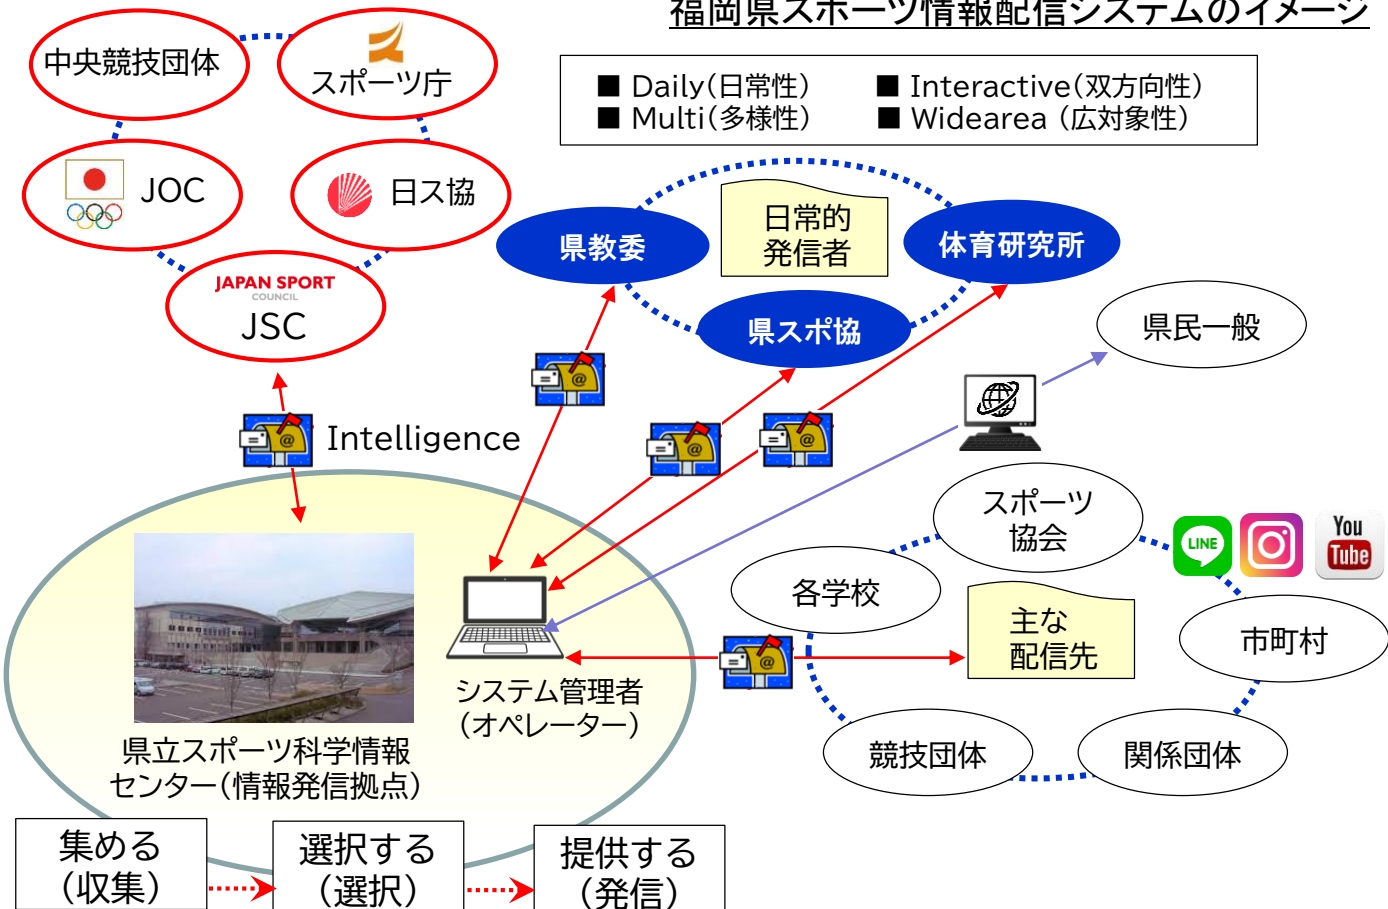 福岡県スポーツ情報配信システムのイメージ
中央競技団体
スポーツ庁
■ Daily(日常性)
■ Interactive(双方向性)
■ Multi(多様性)
■ Widearea (広対象性)
JOC
日ス協
日常的
発信者
県教委
体育研究所
JAPAN SPORT
COUNCIL
JSC
県スポ協
県民一般
@
@
@
@
Intelligence
スポーツ
協会
LINE
You
Tube
各学校
主な
配信先
市町村
@
システム管理者
(オペレーター)
県立スポーツ科学情報
センター(情報発信拠点)
競技団体
関係団体
集める
(収集)
選択する
(選択)
提供する
(発信)